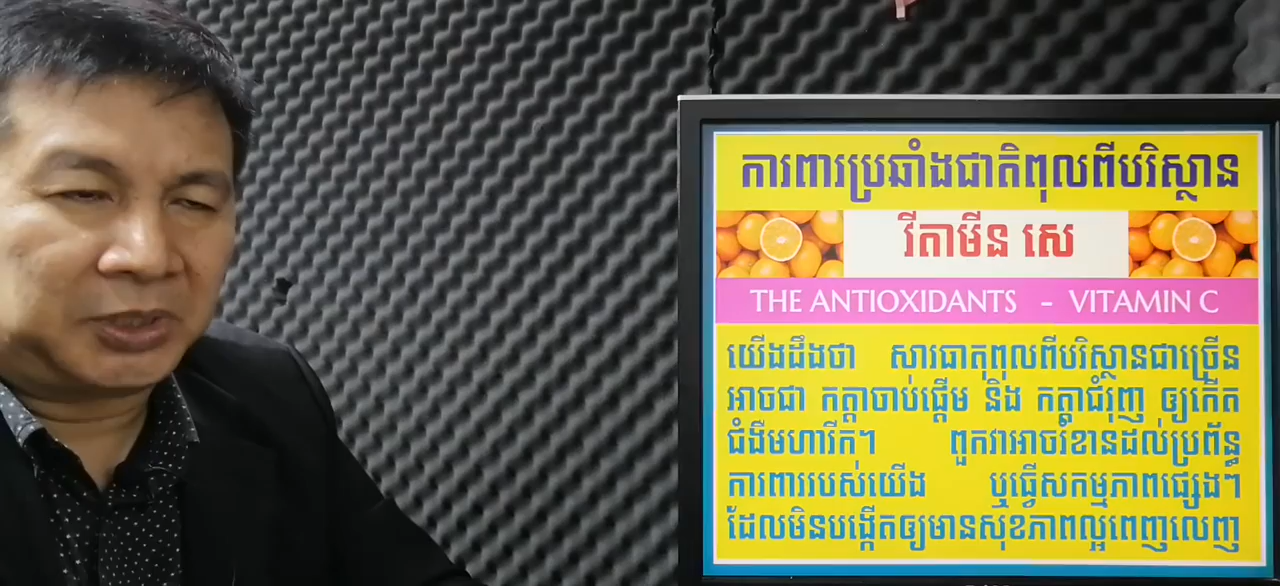 ការពារប្រឆាំងជាតិពុលពីបរិស្ថាន
វីតាមីន សេ
THE ANTIOXIDANTS - VITAMIN C
យើងដឹងថា សារធាតុពុលពីបរិស្ថានជាច្រើន
អាចជា កត្តាចាប់ផ្តើម និង កត្តាជំរុញ ឲ្យកើត
ជំងឺមហារីក។ ពួកវាអាចរំខានដល់ប្រព័ន្ធ
ការពាររបស់យើង ឬធ្វើសកម្មភាពផ្សេងៗ
ដែលមិនបង្កើតឲ្យមានសុខភាពល្អពេញលេញ